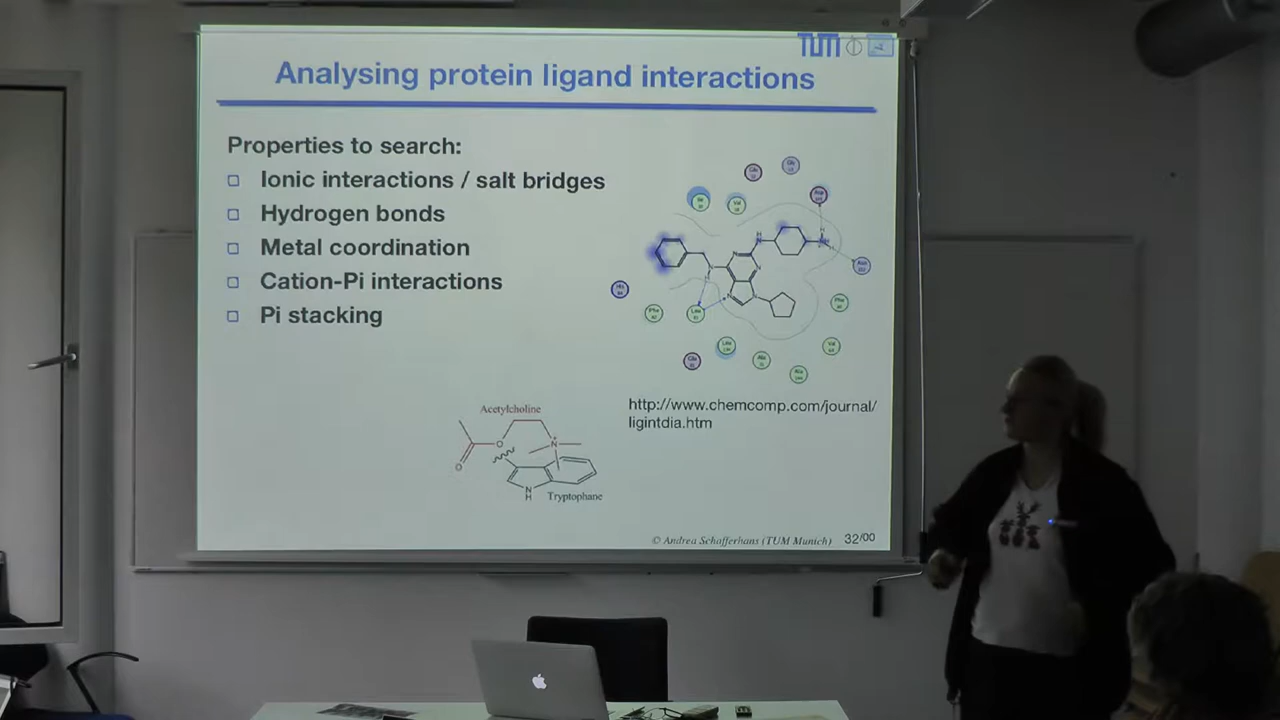 TUM
Analysing protein ligand interactions
Properties to search:
Ionic interactions / salt bridges
Hydrogen bonds
Metal coordination
Cation-Pi interactions
Pi stacking
http://www.chemcomp.com/journal/
ligintdia.htm
Acetylcholine
O
N
+
O
N
H
Tryptophane
© Andrea Schafferhans (TUM Munich) 32/00